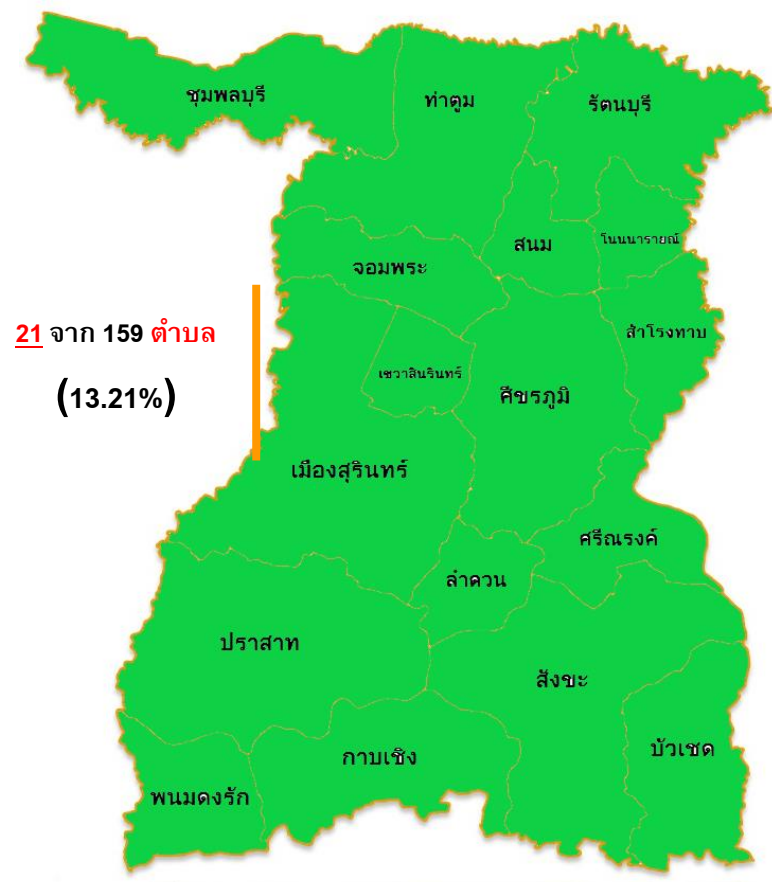 ชุมพลบุรี
ท่าตูม
รัตนบุรี
สนม
โนนนารายณ์
จอมพระ
สำโรงทาบ
21 จาก 159 ตำบล
(13.21%)
เขวาสินรินทร์
ศีขรภูมิ
เมืองสุรินทร์
ศรีณรงค์
ลำดวน
ปราสาท
สังขะ
บัวเชด
กาบเชิง
พนมดงรัก